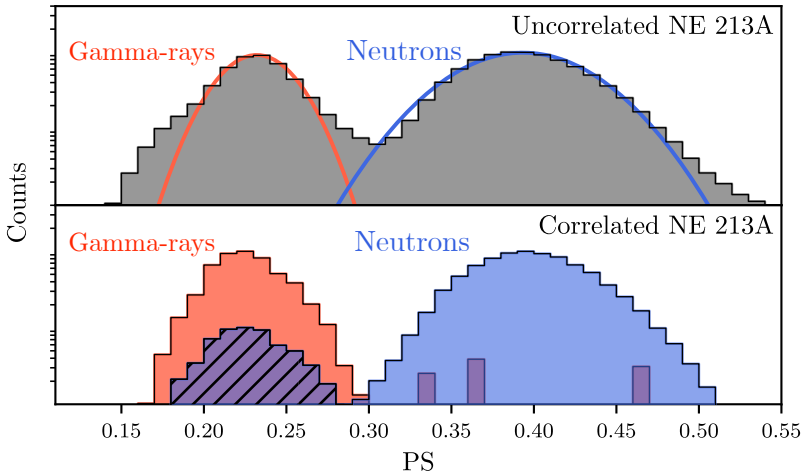 Uncorrelated NE 213A
Gamma-rays Neutrons
Counts
Correlated NE 213A
Gamma-rays Neutrons
0.15 0.20 0.25 0.30 0.35 0.40 0.45 0.50 0.55
PS